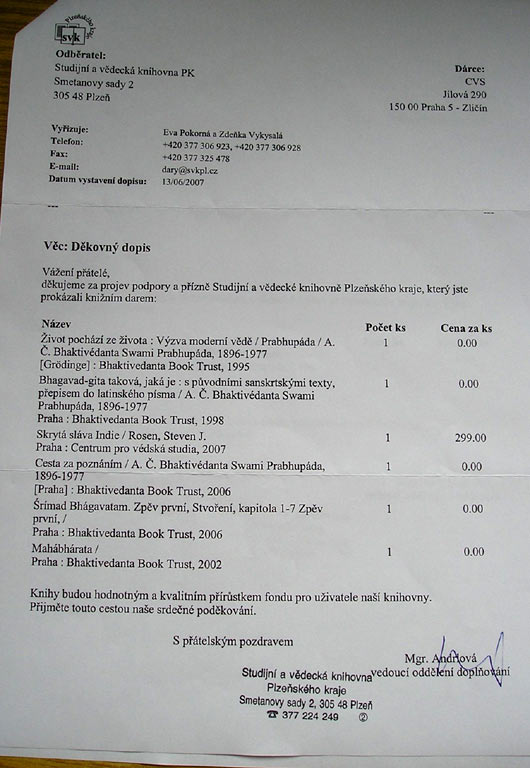 Plzeňského kraje
svk
Odběratel:
Studijní a vědecká knihovna PK
Smetanovy sady 2
305 48 Plzeň
Dárce:
CVS
Jílová 290
150 00 Praha 5 - Zličín
Vyřizuje: Eva Pokorná a Zdeňka Vykysalá
Telefon: +420 377 306 923, +420 377 306 928
Fax: +420 377 325 478
E-mail: dary@svkpl.cz
Datum vystavení dopisu: 13/06/2007
Věc: Děkovný dopis
Vážení přátelé,
děkujeme za projev podpory a přízně Studijní a vědecké knihovně Plzeňského kraje, který jste
prokázali knižním darem:
Název Počet ks Cena za ks
Život pochází ze života : Výzva moderní vědě / Prabhupáda / A. 1 0.00
Č. Bhaktivédanta Swami Prabhupáda, 1896-1977
[Grödinge] : Bhaktivedanta Book Trust, 1995
Bhagavad-gita taková, jaká je : s původními sanskrtskými texty, 1 0.00
přepisem do latinského písma / A. Č. Bhaktivédanta Swami
Prabhupáda, 1896-1977
Praha : Bhaktivedanta Book Trust, 1998
Skrytá sláva Indie / Rosen, Steven J. 1 299.00
Praha : Centrum pro védská studia, 2007
Cesta za poznáním / A. Č. Bhaktivédanta Swami Prabhupáda, 1 0.00
1896-1977
[Praha] : Bhaktivedanta Book Trust, 2006
Šrímad Bhágavatam. Zpěv první, Stvoření, kapitola 1-7 Zpěv 1 0.00
první, /
Praha : Bhaktivedanta Book Trust, 2006
Mahábhárata / 1 0.00
Praha : Bhaktivedanta Book Trust, 2002
Knihy budou hodnotným a kvalitním přírůstkem fondu pro uživatele naší knihovny.
Přijměte touto cestou naše srdečné poděkování.
S přátelským pozdravem
Mgr. Andrlová
vedoucí oddělení doplňování
Studijní a vědecká knihovna
Plzeňského kraje
Smetanovy sady 2, 305 48 Plzeň
☎ 377 224 249 ②